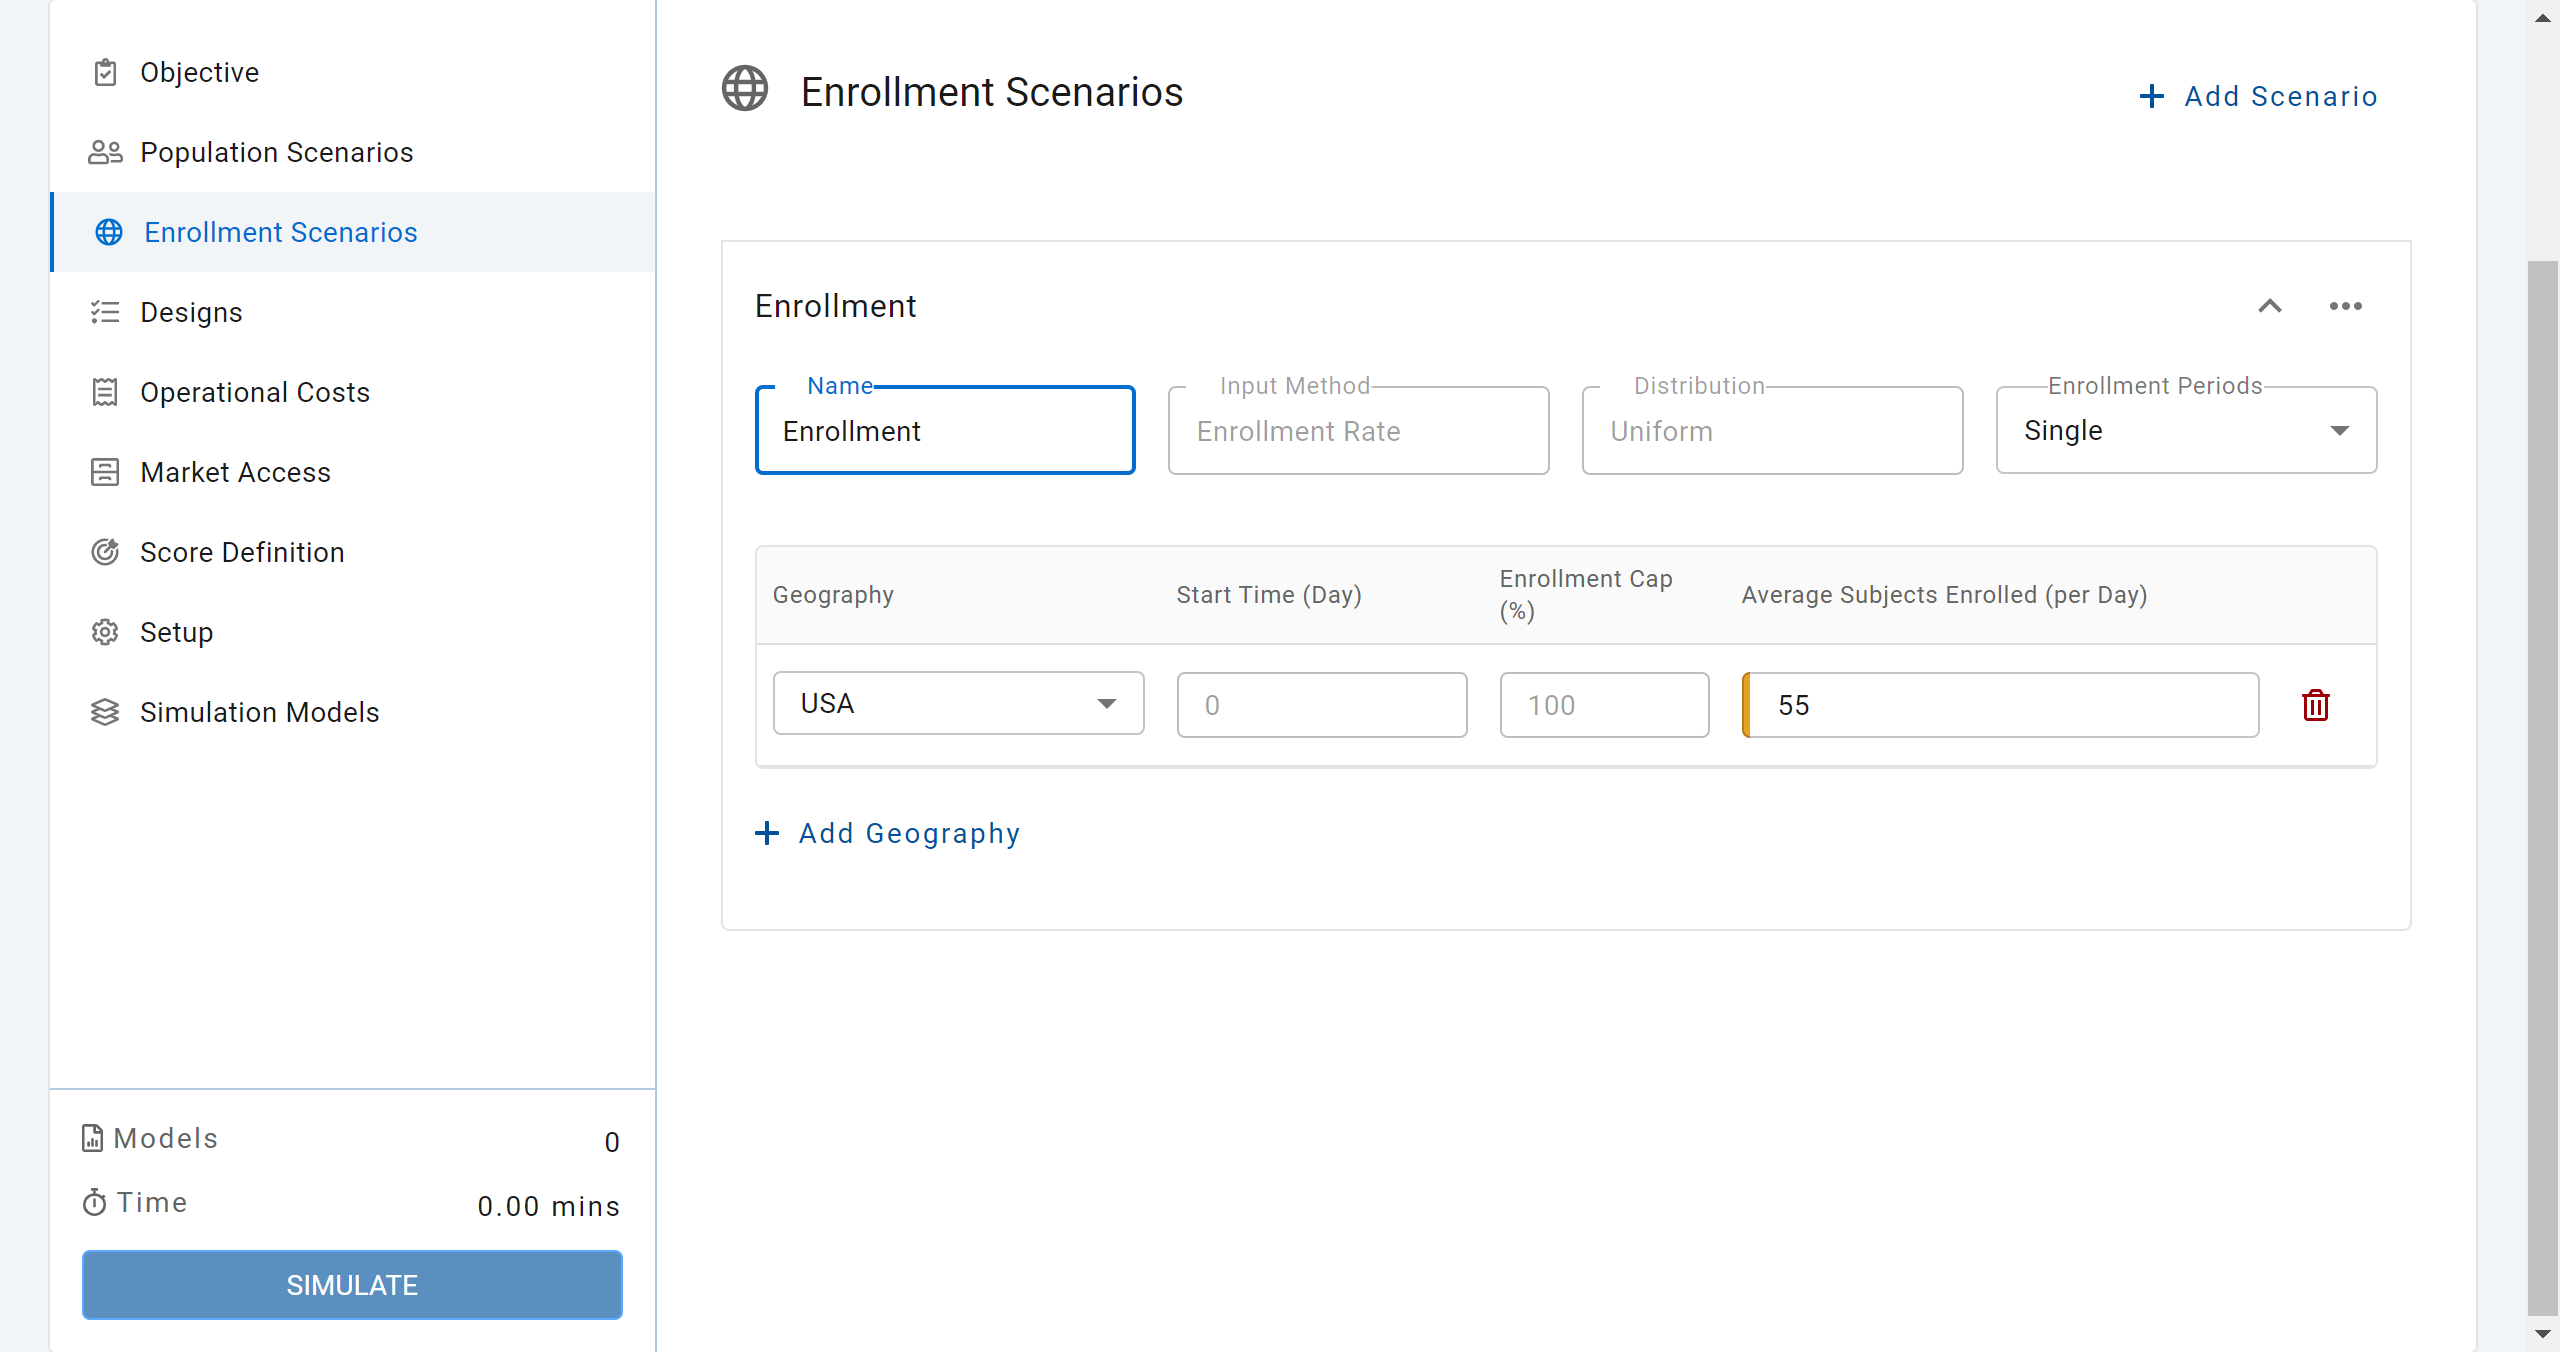 Objective
Population Scenarios
Enrollment Scenarios
Designs
Operational Costs
Market Access
Score Definition
Setup
Simulation Models
Models 0
Time 0.00 mins
SIMULATE
Enrollment Scenarios
Add Scenario
Enrollment
Name Input Method Distribution Enrollment Periods
Enrollment Enrollment Rate Uniform Single
Geography Start Time (Day) Enrollment Cap (%) Average Subjects Enrolled (per Day)
USA 0 100 55
Add Geography